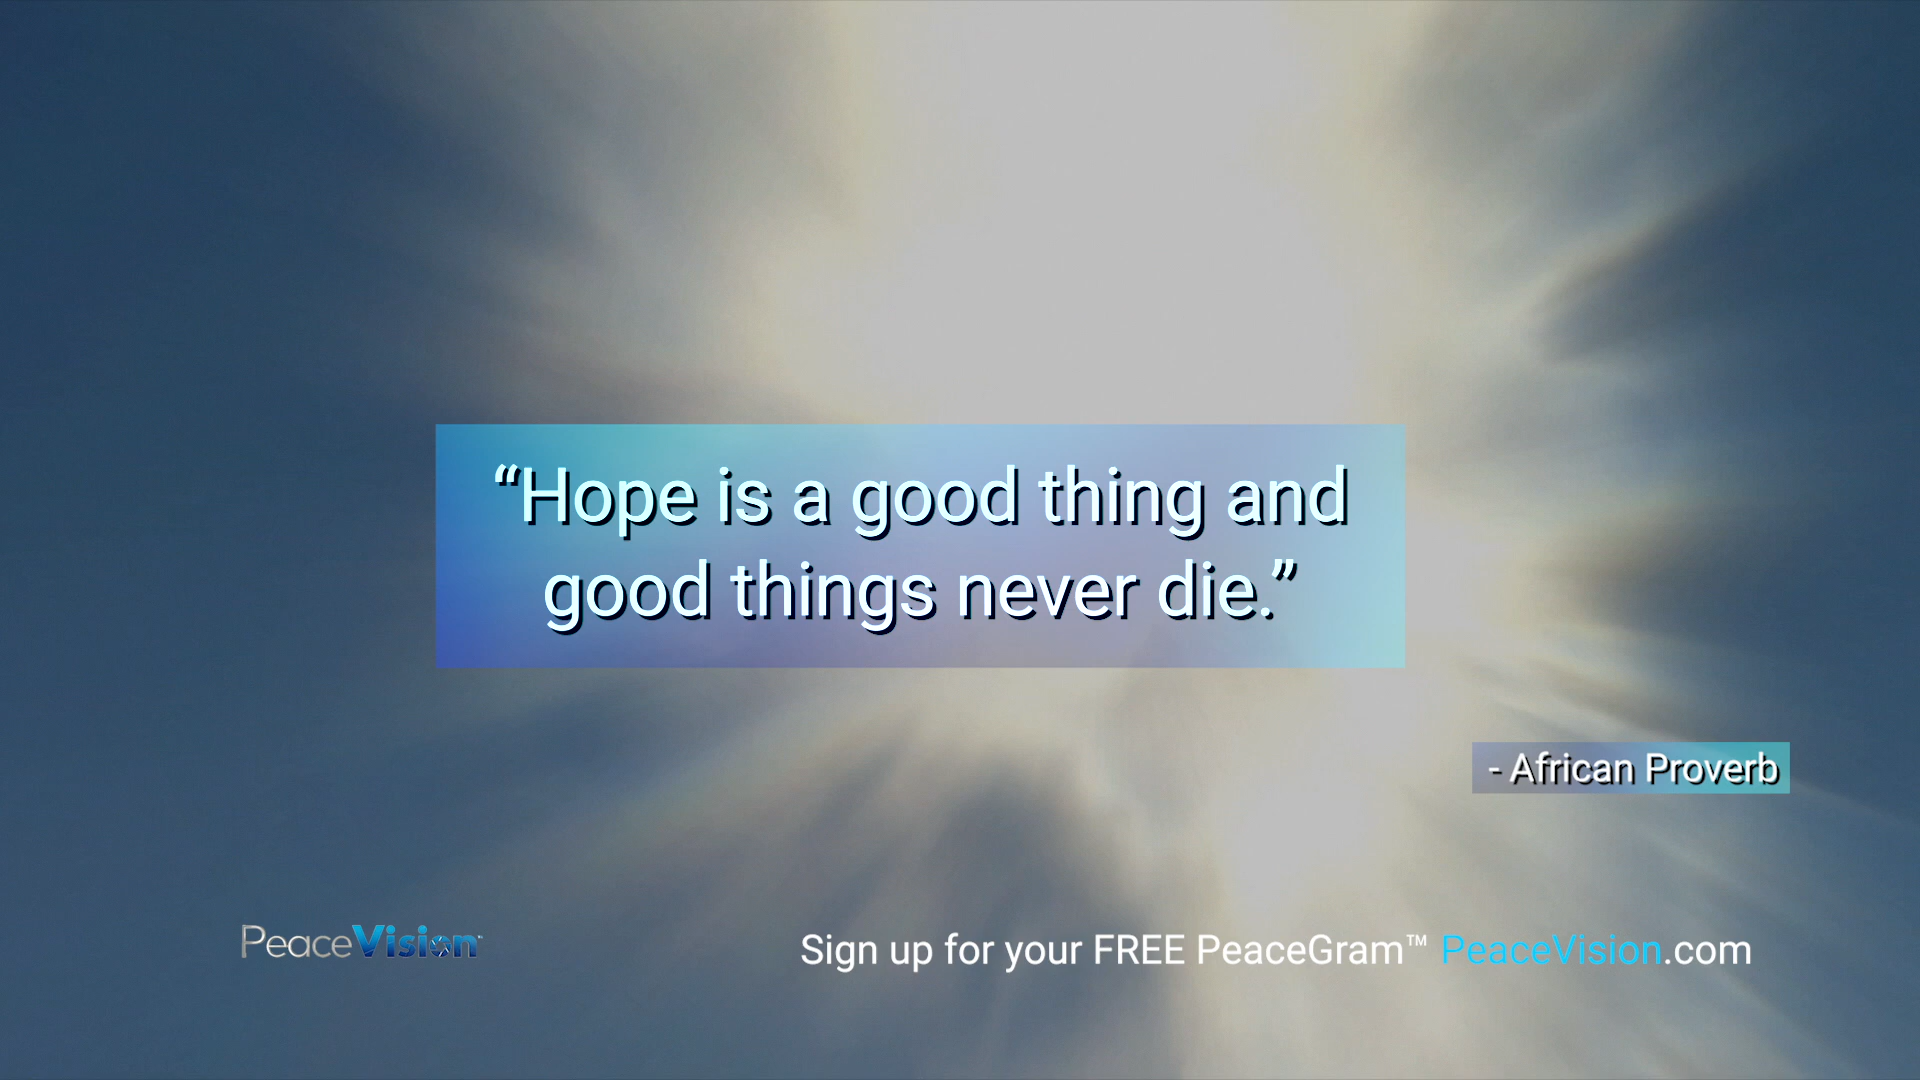 “Hope is a good thing and
good things never die.”
- African Proverb
PeaceVision™
Sign up for your FREE PeaceGram™ PeaceVision.com